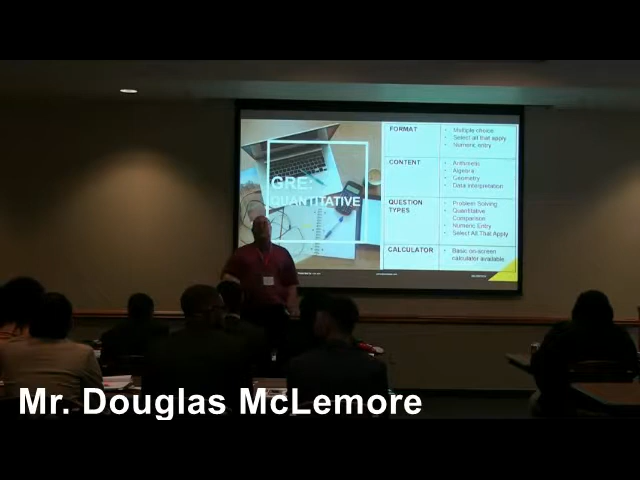 GRE:
QUANTITATIVE
FORMAT
• Multiple choice
• Select all that apply
• Numeric entry
CONTENT
• Arithmetic
• Algebra
• Geometry
• Data interpretation
QUESTION
TYPES
• Problem Solving
• Quantitative
Comparison
• Numeric Entry
• Select All That Apply
CALCULATOR
• Basic on-screen
calculator available
Mr. Douglas McLemore